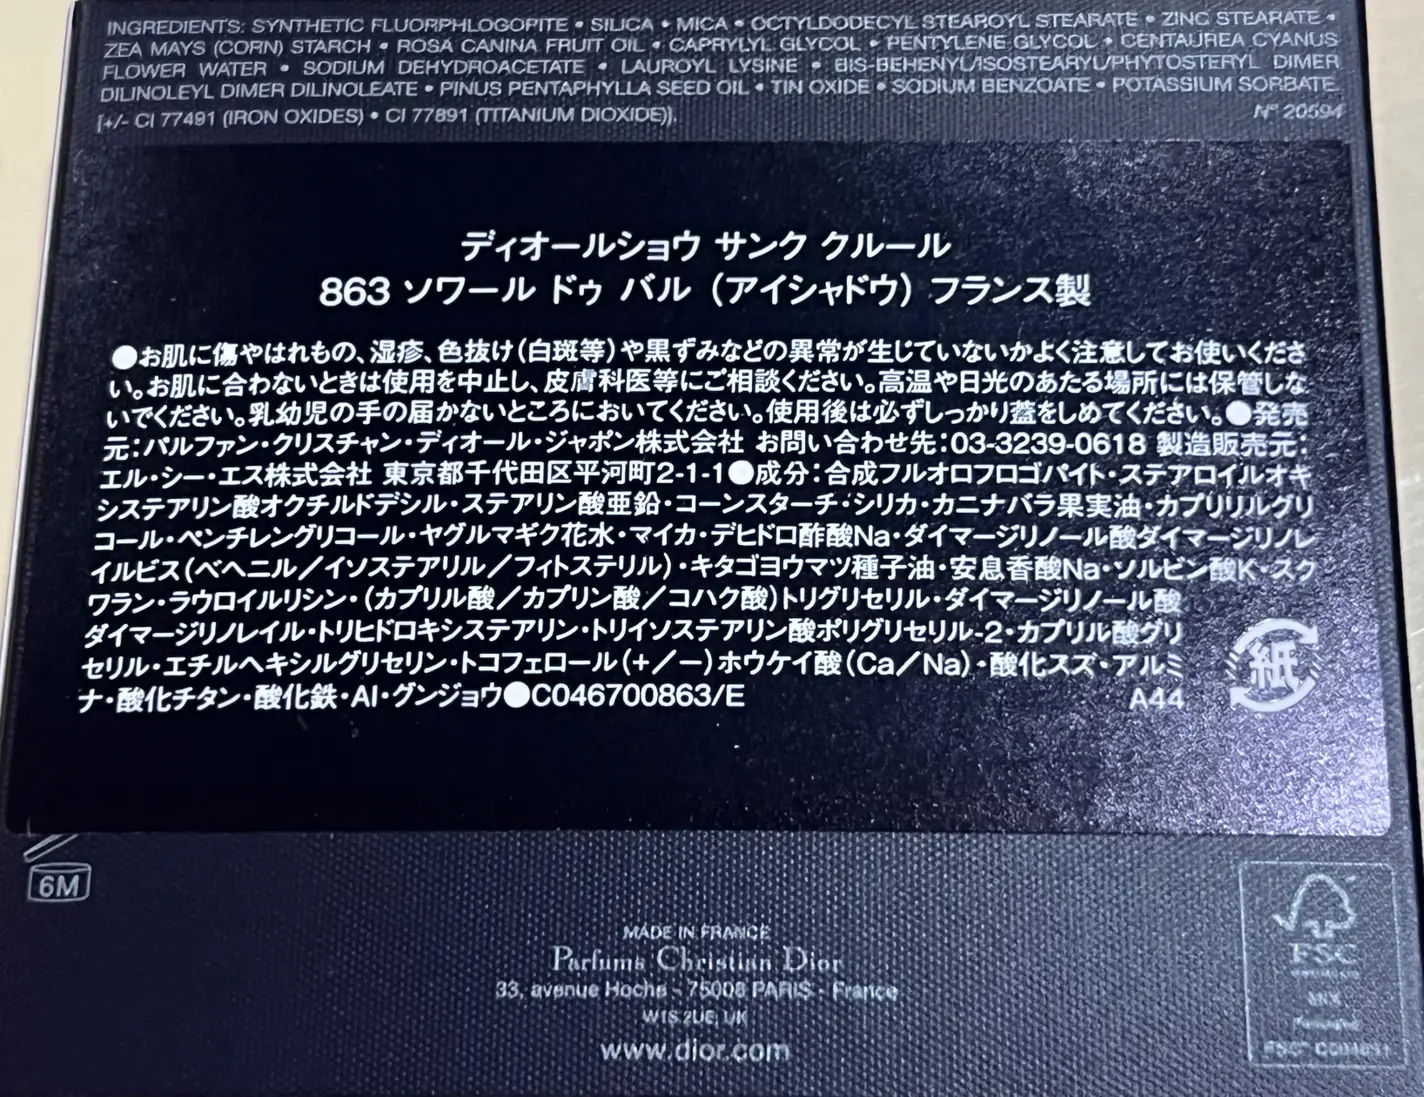 INGREDIENTS: SYNTHETIC FLUORPHLOGOPITE • SILICA • MICA • OCTYLDODECYL STEAROYL STEARATE • ZINC STEARATE •
ZEA MAYS (CORN) STARCH • ROSA CANINA FRUIT OIL • CAPRYLYL GLYCOL • PENTYLENE GLYCOL • CENTAUREA CYANUS
FLOWER WATER • SODIUM DEHYDROACETATE • LAUROYL LYSINE • BIS-BEHENYL/ISOSTEARYL/PHYTOSTERYL DIMER
DILINOLEYL DIMER DILINOLEATE • PINUS PENTAPHYLLA SEED OIL • TIN OXIDE • SODIUM BENZOATE • POTASSIUM SORBATE.
[+/- CI 77491 (IRON OXIDES) • CI 77891 (TITANIUM DIOXIDE)]. N° 20594
ディオールショウ サンク クルール
863 ソワール ドゥ バル（アイシャドウ）フランス製
●お肌に傷やはれもの、湿疹、色抜け(白斑等)や黒ずみなどの異常が生じていないかよく注意してお使いくださ
い。お肌に合わないときは使用を中止し、皮膚科医等にご相談ください。高温や日光のあたる場所には保管しな
いでください。乳幼児の手の届かないところにおいてください。使用後は必ずしっかり蓋をしめてください。●発売
元:パルファン・クリスチャン・ディオール・ジャポン株式会社 お問い合わせ先:03-3239-0618 製造販売元:
エル・シー・エス株式会社 東京都千代田区平河町2-1-1●成分:合成フルオロフロゴパイト・ステアロイルオキ
システアリン酸オクチルドデシル・ステアリン酸亜鉛・コーンスターチ・シリカ・カニナバラ果実油・カプリリルグリ
コール・ペンチレングリコール・ヤグルマギク花水・マイカ・デヒドロ酢酸Na・ダイマージリノール酸ダイマージリノレ
イルビス(ベヘニル／イソステアリル／フィトステリル)・キタゴヨウマツ種子油・安息香酸Na・ソルビン酸K・スク
ワラン・ラウロイルリシン・(カプリル酸／カプリン酸／コハク酸)トリグリセリル・ダイマージリノール酸
ダイマージリノレイル・トリヒドロキシステアリン・トリイソステアリン酸ポリグリセリル-2・カプリル酸グリ
セリル・エチルヘキシルグリセリン・トコフェロール(+／－)ホウケイ酸(Ca／Na)・酸化スズ・アルミ
ナ・酸化チタン・酸化鉄・Al・グンジョウ●C046700863/E A44
紙
6M
MADE IN FRANCE
Parfums Christian Dior
33, avenue Hoche - 75008 PARIS - France
W1S 2UE, UK
www.dior.com
FSC
MIX